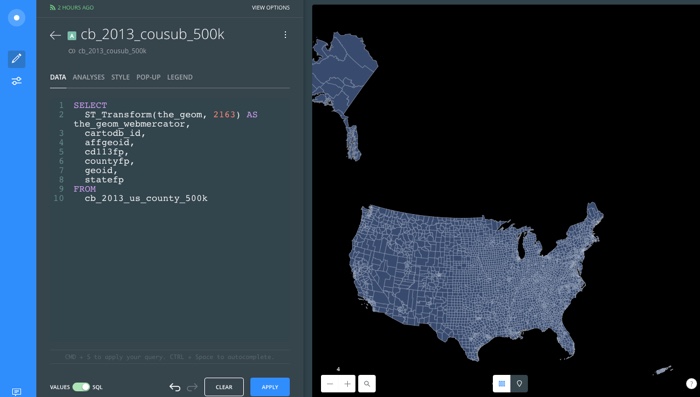 2 HOURS AGO
VIEW OPTIONS
A cb_2013_cousub_500k
cb_2013_cousub_500k
DATA ANALYSES STYLE POP-UP LEGEND
1 SELECT
2 ST_Transform(the_geom, 2163) AS
the_geom_webmercator,
3 cartodb_id,
4 affgeoid,
5 cd113fp,
6 countyfp,
7 geoid,
8 statefp
9 FROM
10 cb_2013_us_county_500k
CMD + S to apply your query. CTRL + Space to autocomplete.
VALUES SQL CLEAR APPLY
?